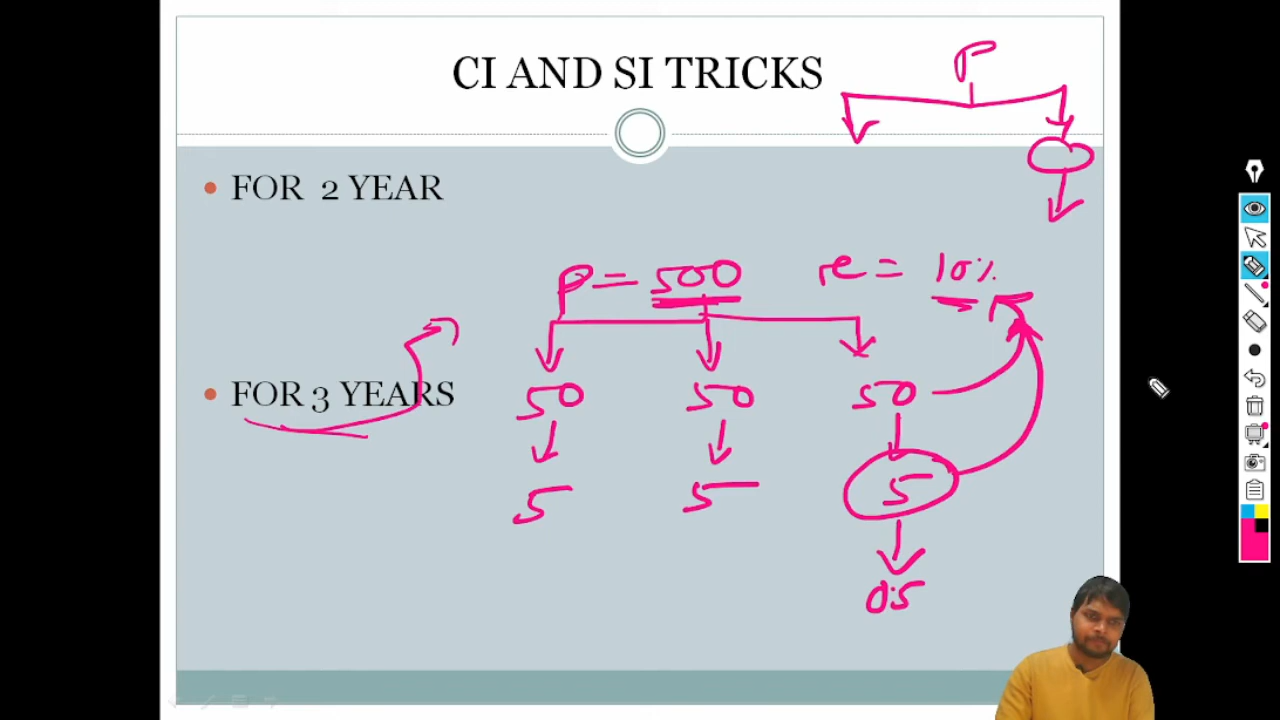 CI AND SI TRICKS
P
FOR 2 YEAR
P = 500
r = 10%
FOR 3 YEARS
50 50 50
5 5 5
0.5